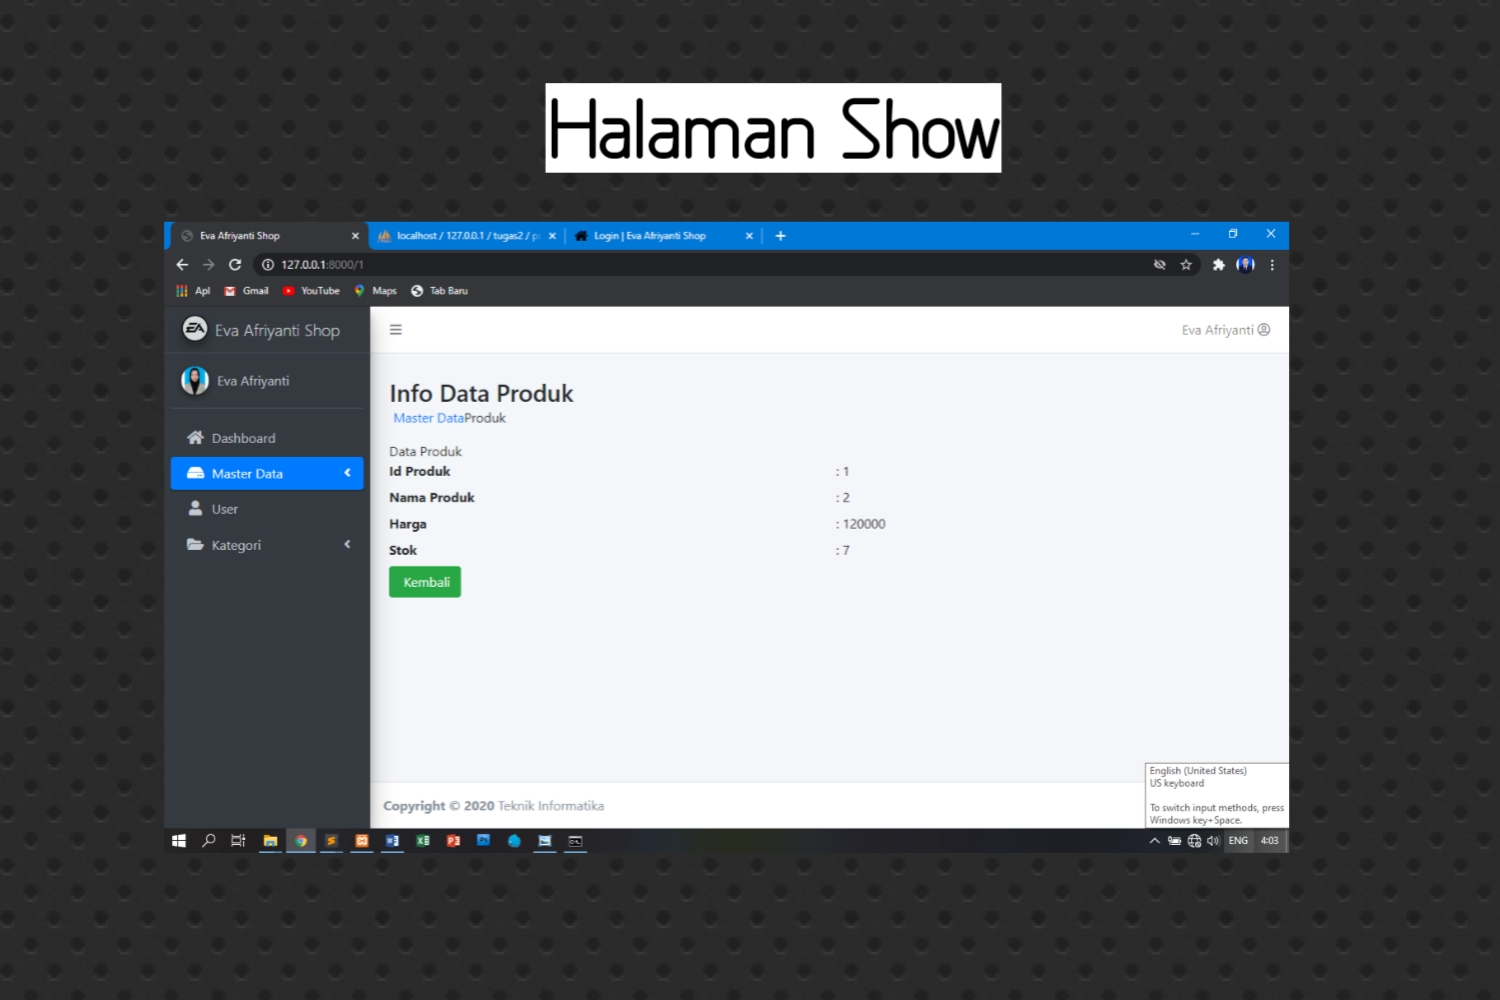 Halaman Show
Eva Afriyanti Shop
localhost / 127.0.0.1 / tugas2 /
Login | Eva Afriyanti Shop
127.0.0.1:8000/1
Apl Gmail YouTube Maps Tab Baru
EA Eva Afriyanti Shop
Eva Afriyanti
Eva Afriyanti
Dashboard
Master Data
User
Kategori
Info Data Produk
Master DataProduk
Data Produk
Id Produk : 1
Nama Produk : 2
Harga : 120000
Stok : 7
Kembali
Copyright © 2020 Teknik Informatika
English (United States)
US keyboard
To switch input methods, press
Windows key+Space.
ENG 4:03